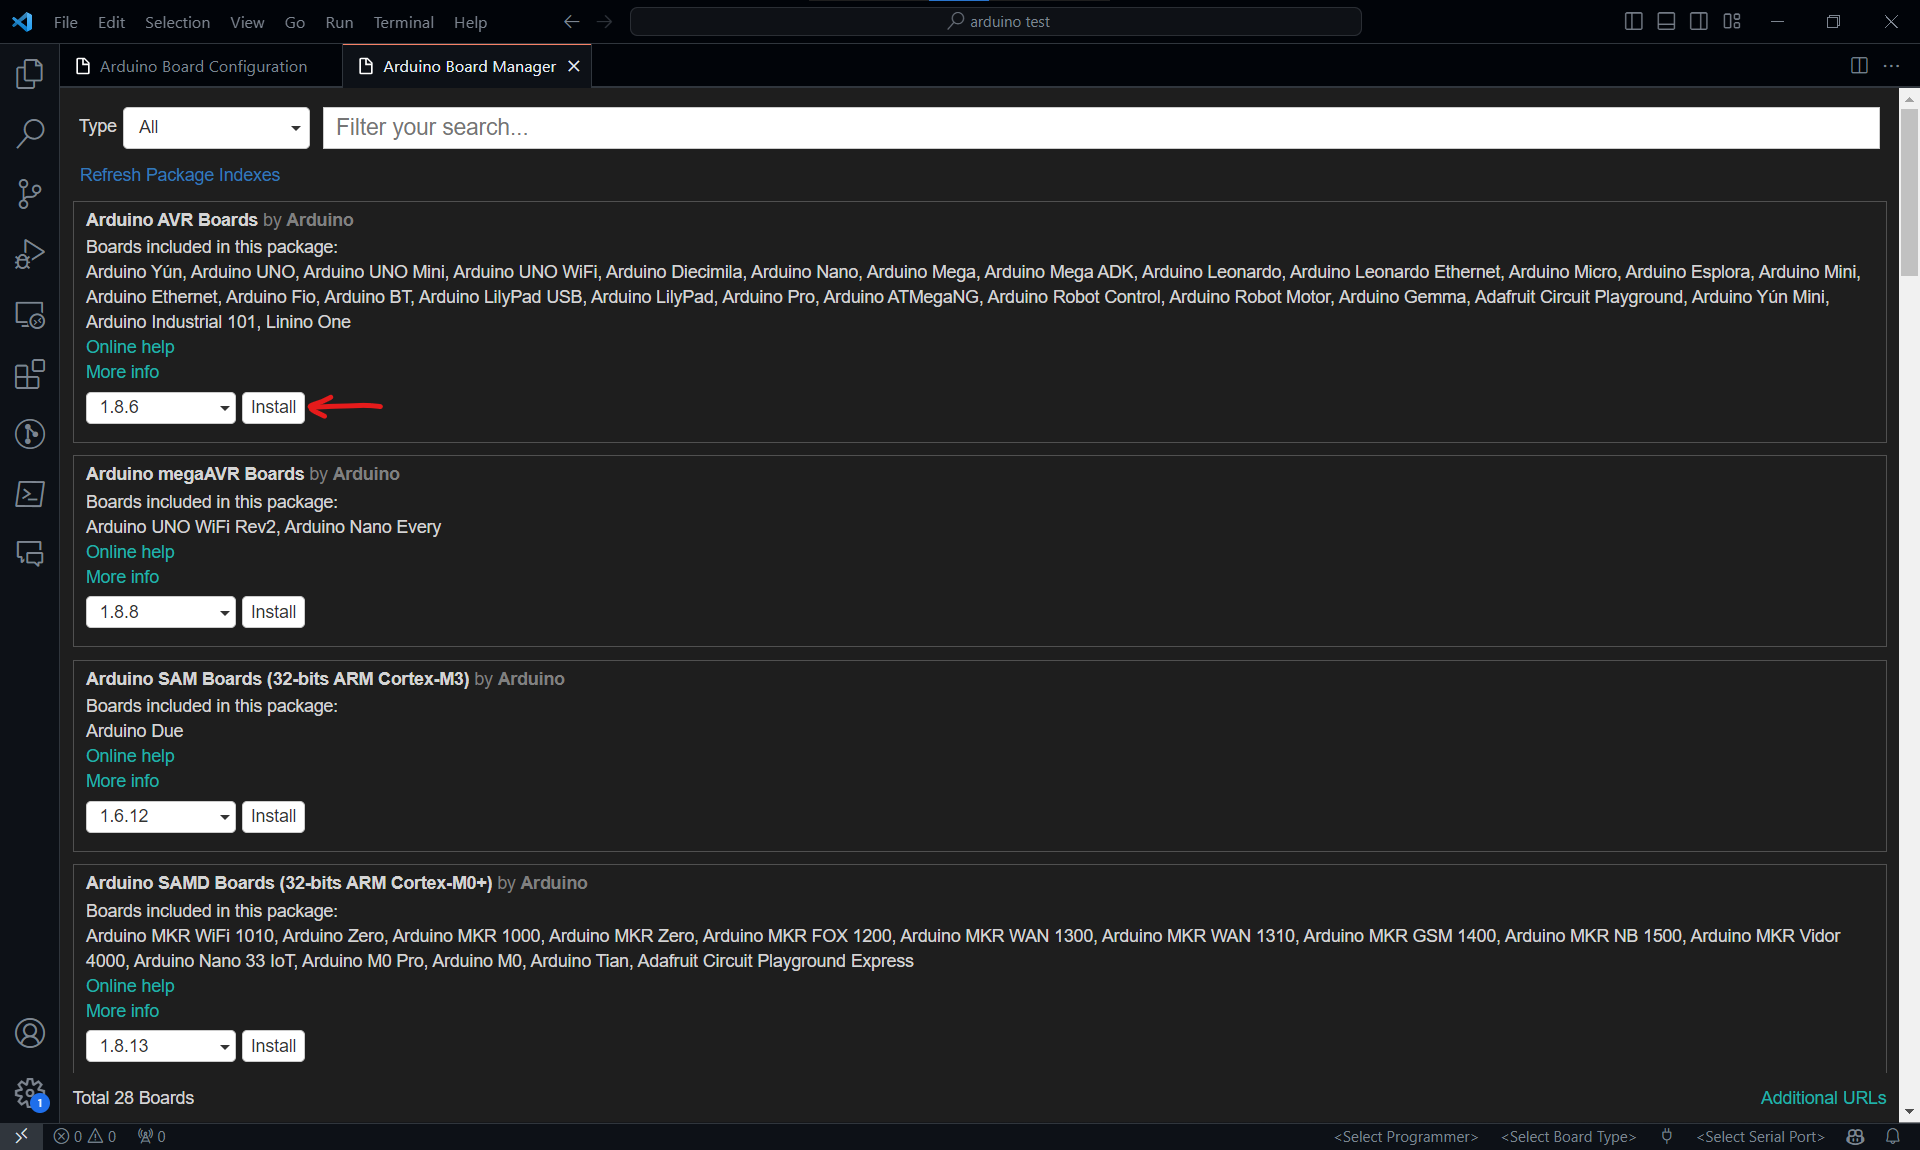 File Edit Selection View Go Run Terminal Help
arduino test
Arduino Board Configuration
Arduino Board Manager
Type All Filter your search...
Refresh Package Indexes
Arduino AVR Boards by Arduino
Boards included in this package:
Arduino Yún, Arduino UNO, Arduino UNO Mini, Arduino UNO WiFi, Arduino Diecimila, Arduino Nano, Arduino Mega, Arduino Mega ADK, Arduino Leonardo, Arduino Leonardo Ethernet, Arduino Micro, Arduino Esplora, Arduino Mini,
Arduino Ethernet, Arduino Fio, Arduino BT, Arduino LilyPad USB, Arduino LilyPad, Arduino Pro, Arduino ATMegaNG, Arduino Robot Control, Arduino Robot Motor, Arduino Gemma, Adafruit Circuit Playground, Arduino Yún Mini,
Arduino Industrial 101, Linino One
Online help
More info
1.8.6 Install
Arduino megaAVR Boards by Arduino
Boards included in this package:
Arduino UNO WiFi Rev2, Arduino Nano Every
Online help
More info
1.8.8 Install
Arduino SAM Boards (32-bits ARM Cortex-M3) by Arduino
Boards included in this package:
Arduino Due
Online help
More info
1.6.12 Install
Arduino SAMD Boards (32-bits ARM Cortex-M0+) by Arduino
Boards included in this package:
Arduino MKR WiFi 1010, Arduino Zero, Arduino MKR 1000, Arduino MKR Zero, Arduino MKR FOX 1200, Arduino MKR WAN 1300, Arduino MKR WAN 1310, Arduino MKR GSM 1400, Arduino MKR NB 1500, Arduino MKR Vidor
4000, Arduino Nano 33 IoT, Arduino M0 Pro, Arduino M0, Arduino Tian, Adafruit Circuit Playground Express
Online help
More info
1.8.13 Install
Total 28 Boards
Additional URLs
1
0 0 0
<Select Programmer> <Select Board Type> <Select Serial Port>